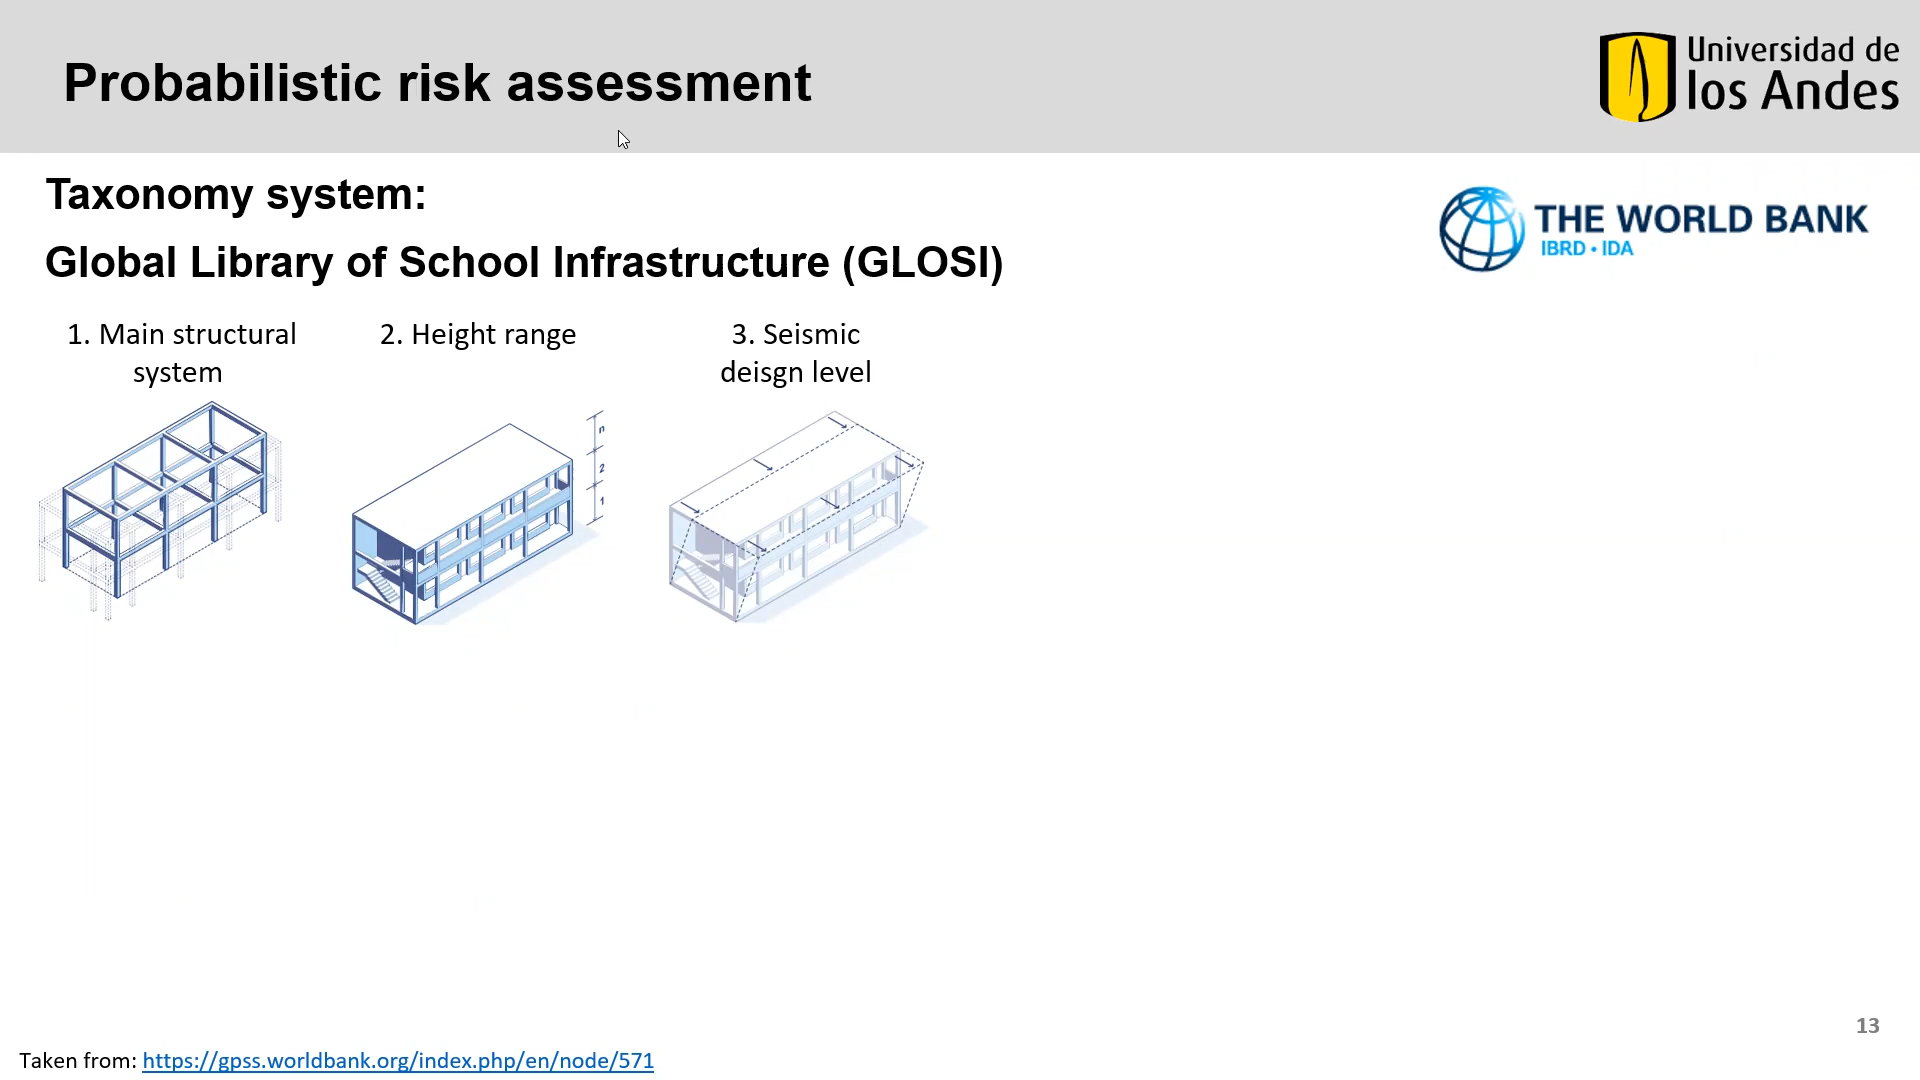 Probabilistic risk assessment
Universidad de
los Andes
Taxonomy system:
THE WORLD BANK
IBRD • IDA
Global Library of School Infrastructure (GLOSI)
1. Main structural
system
2. Height range
3. Seismic
deisgn level
n
2
1
13
Taken from: https://gpss.worldbank.org/index.php/en/node/571